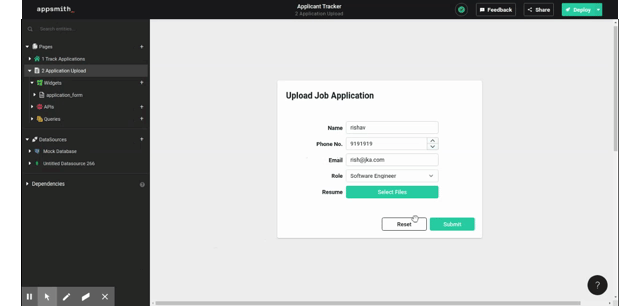 appsmith_
Applicant Tracker
2 Application Upload
Feedback
Share
Deploy
Search entities
Pages
1 Track Applications
2 Application Upload
Widgets
application_form
APIs
Queries
DataSources
Mock Database
Untitled Datasource 266
Dependencies
Upload Job Application
Name rishav
Phone No. 9191919
Email rish@jka.com
Role Software Engineer
Resume Select Files
Reset Submit
?